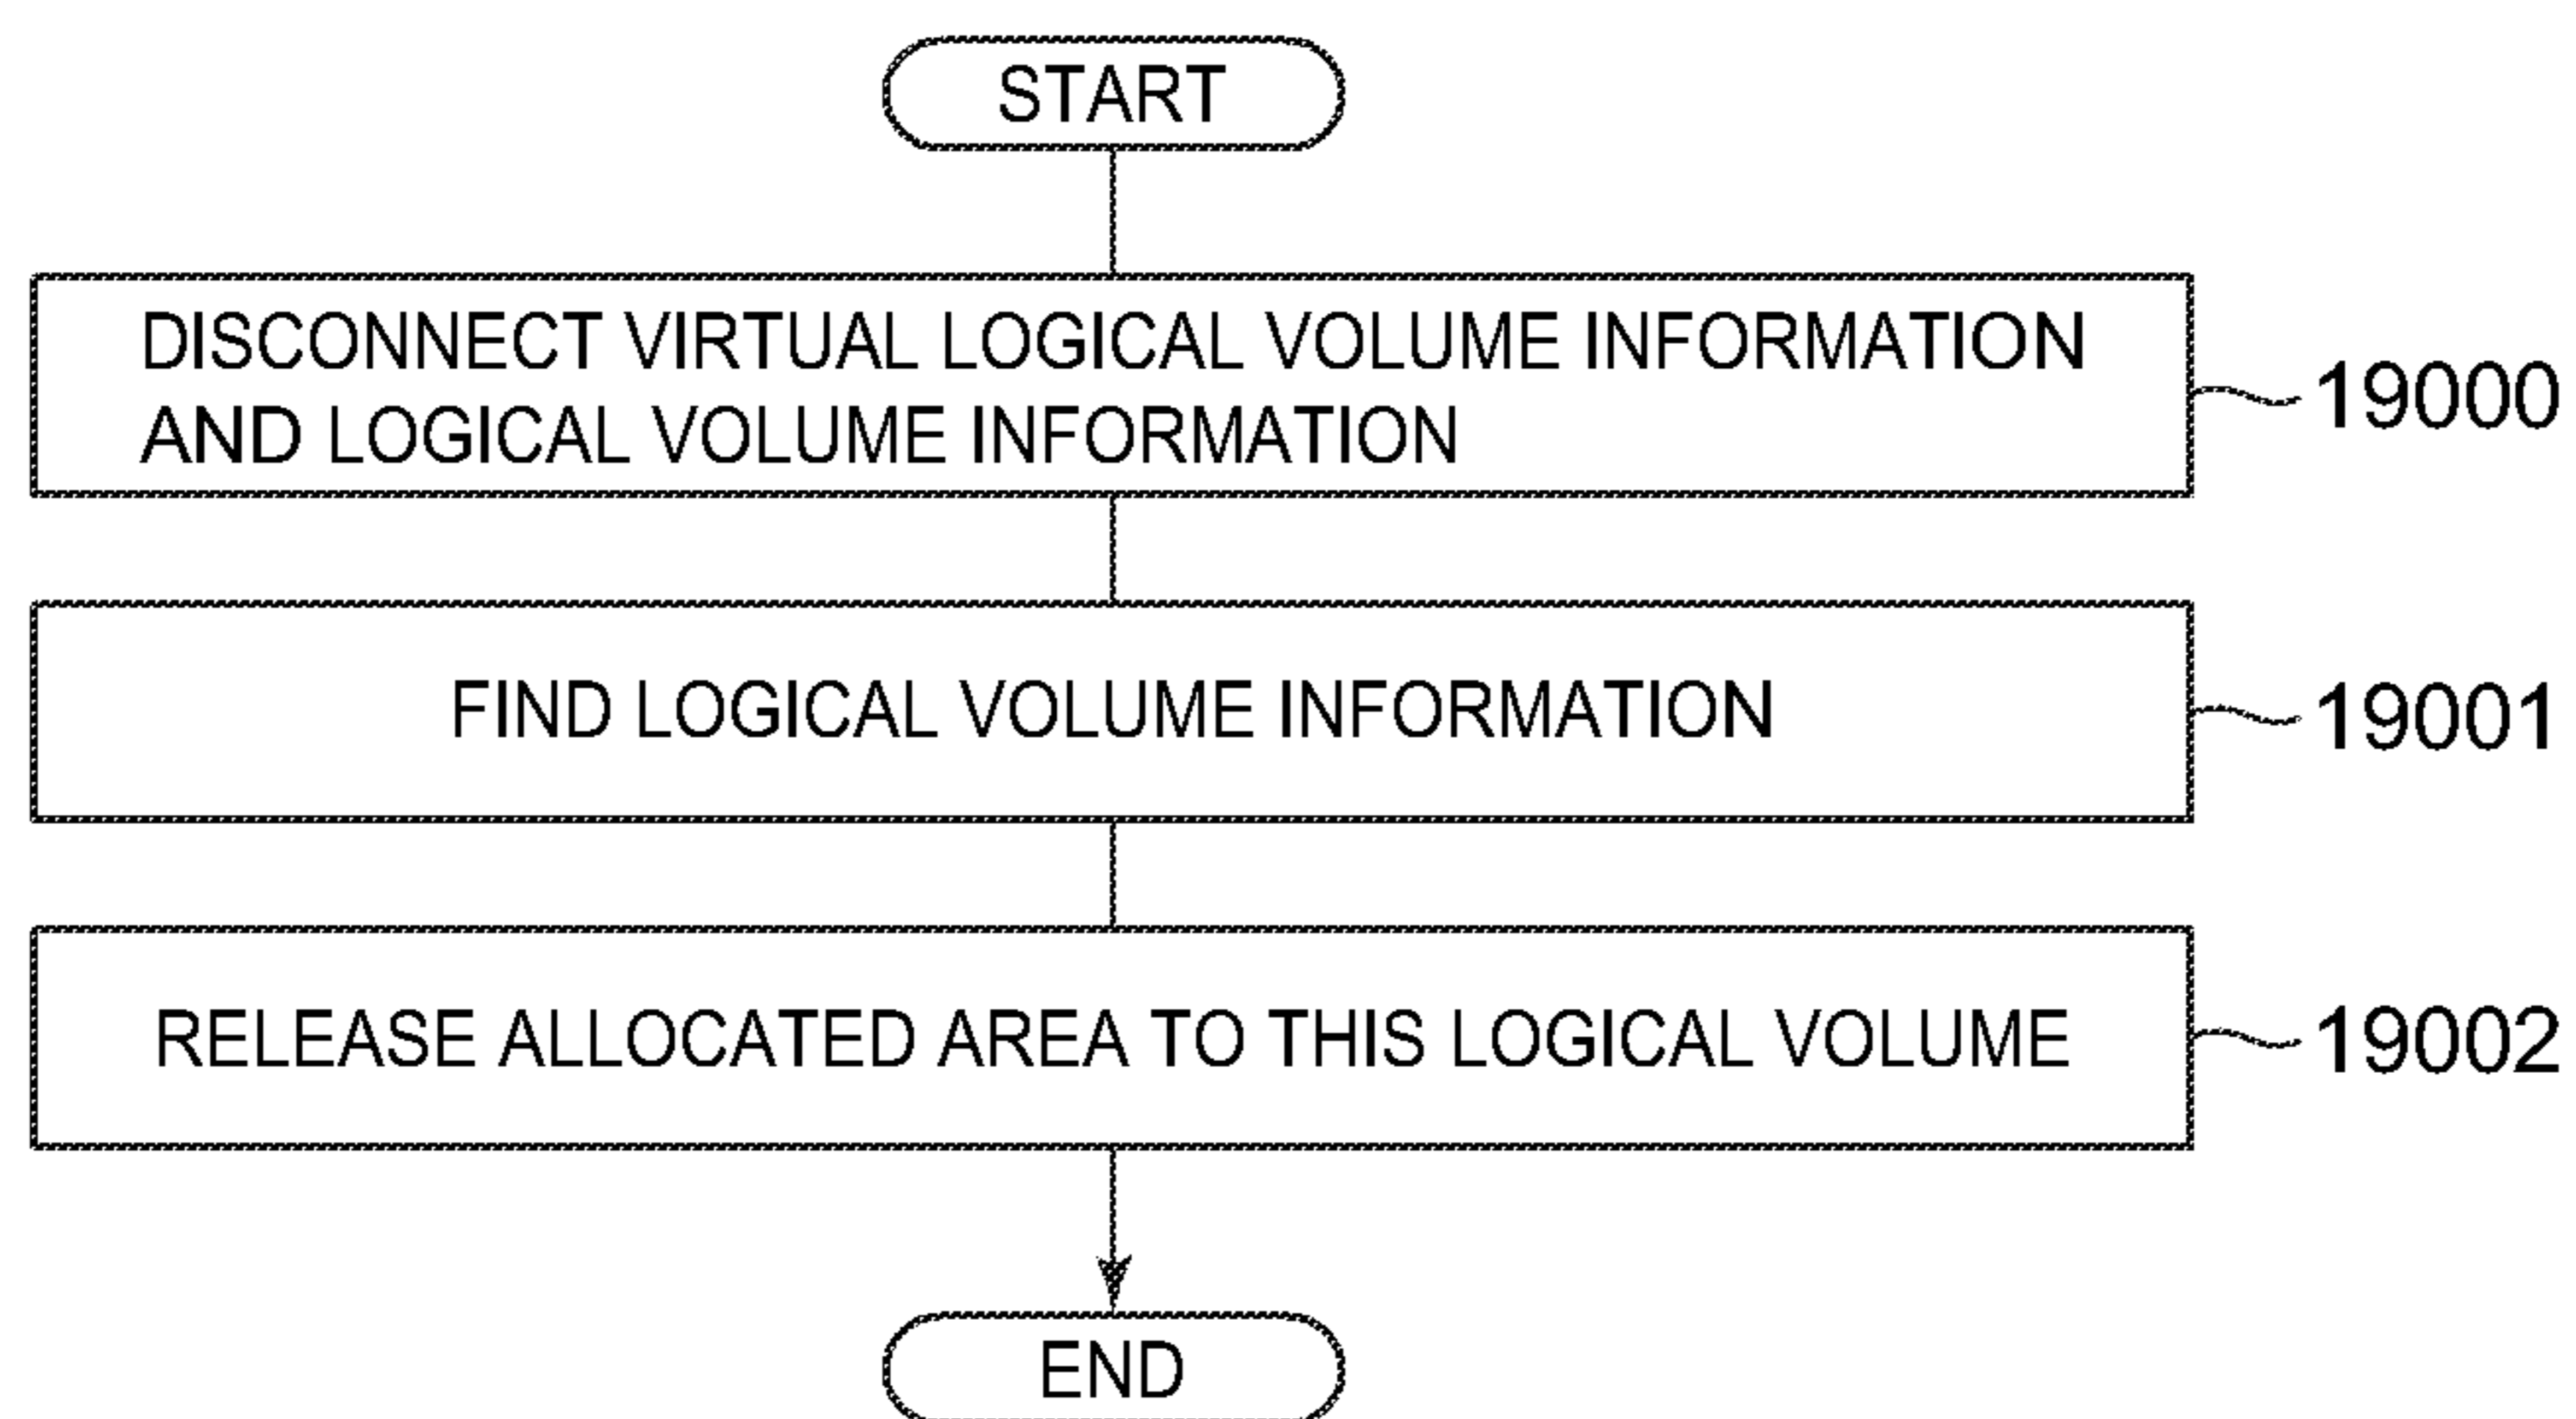 START
DISCONNECT VIRTUAL LOGICAL VOLUME INFORMATION
AND LOGICAL VOLUME INFORMATION
19000
FIND LOGICAL VOLUME INFORMATION
19001
RELEASE ALLOCATED AREA TO THIS LOGICAL VOLUME
19002
END